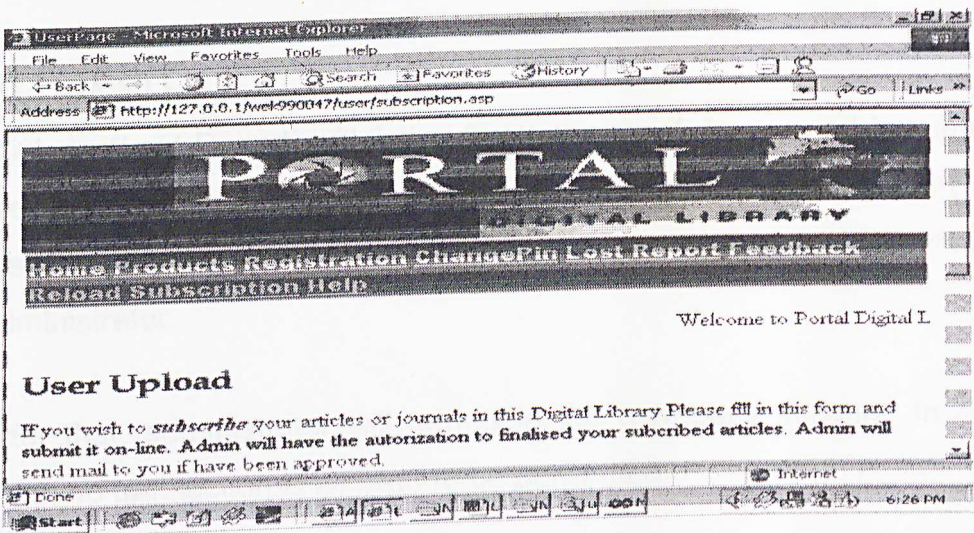 UserPage - Microsoft Internet Explorer
File Edit View Favorites Tools Help
Back Search Favorites History
Address http://127.0.0.1/wek990047/user/subscription.asp Go Links
PORTAL
DIGITAL LIBRARY
Home Products Registration ChangePin Lost Report Feedback
Reload Subscription Help
Welcome to Portal Digital L
User Upload
If you wish to subscribe your articles or journals in this Digital Library Please fill in this form and
submit it on-line. Admin will have the autorization to finalised your subcribed articles. Admin will
send mail to you if have been approved.
Done Internet
Start 6:26 PM